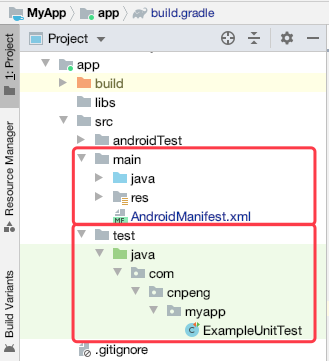 MyApp app build.gradle
Project
1: Project
Resource Manager
Build Variants
app
build
libs
src
androidTest
main
java
res
AndroidManifest.xml
test
java
com
cnpeng
myapp
ExampleUnitTest
.gitignore